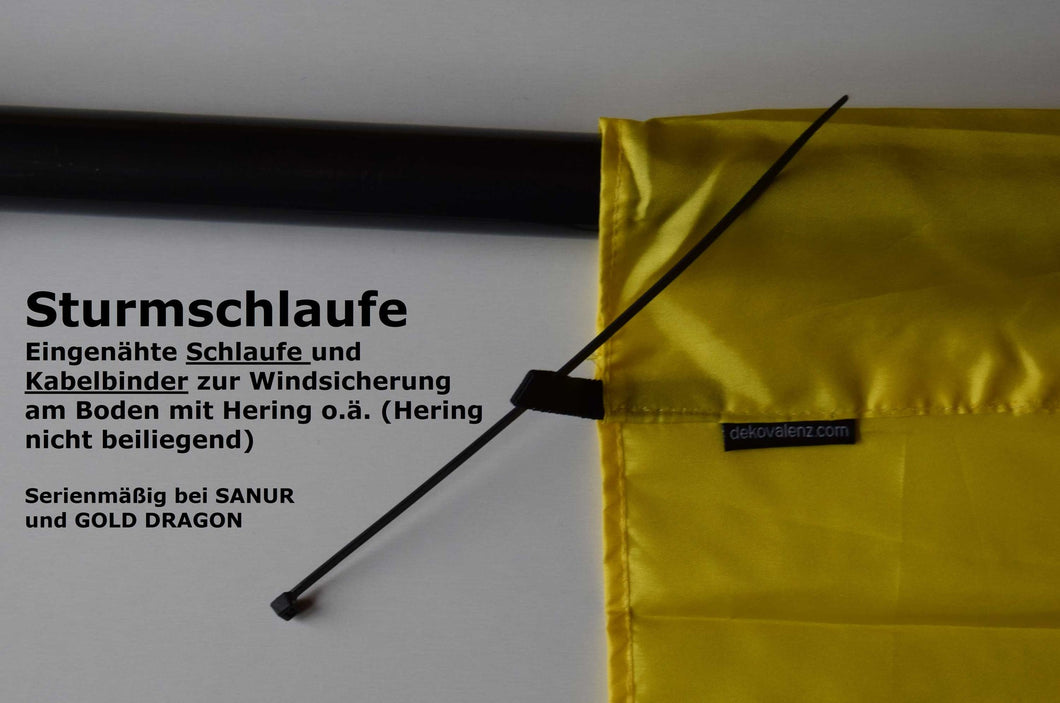 Sturmschlaufe
Eingenähte Schlaufe und
Kabelbinder zur Windsicherung
am Boden mit Hering o.ä. (Hering
nicht beiliegend)
Serienmäßig bei SANUR
und GOLD DRAGON
dekovalenz.com